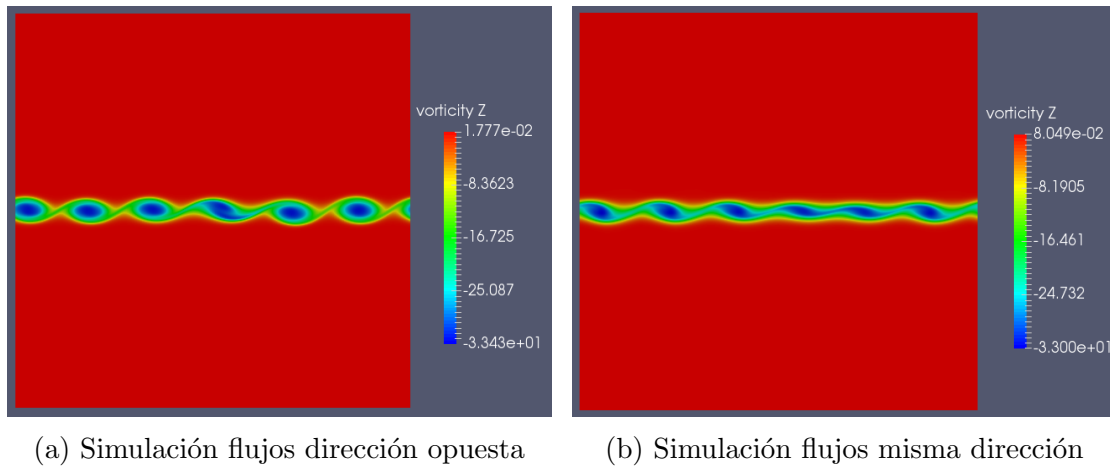 vorticity Z
1.777e-02
-8.3623
-16.725
-25.087
-3.343e+01
vorticity Z
8.049e-02
-8.1905
-16.461
-24.732
-3.300e+01
(a) Simulación flujos dirección opuesta
(b) Simulación flujos misma dirección